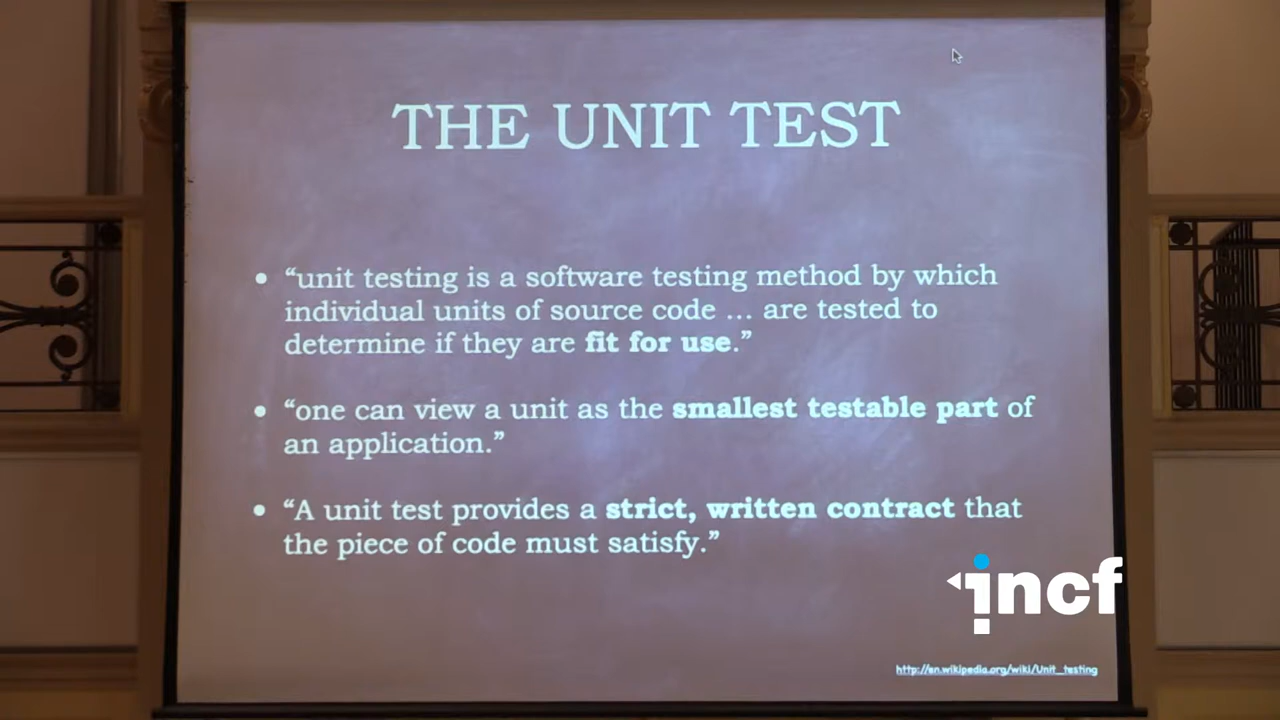 THE UNIT TEST
• “unit testing is a software testing method by which
individual units of source code ... are tested to
determine if they are fit for use.”
• “one can view a unit as the smallest testable part of
an application.”
• “A unit test provides a strict, written contract that
the piece of code must satisfy.”
incf
http://en.wikipedia.org/wiki/Unit_testing